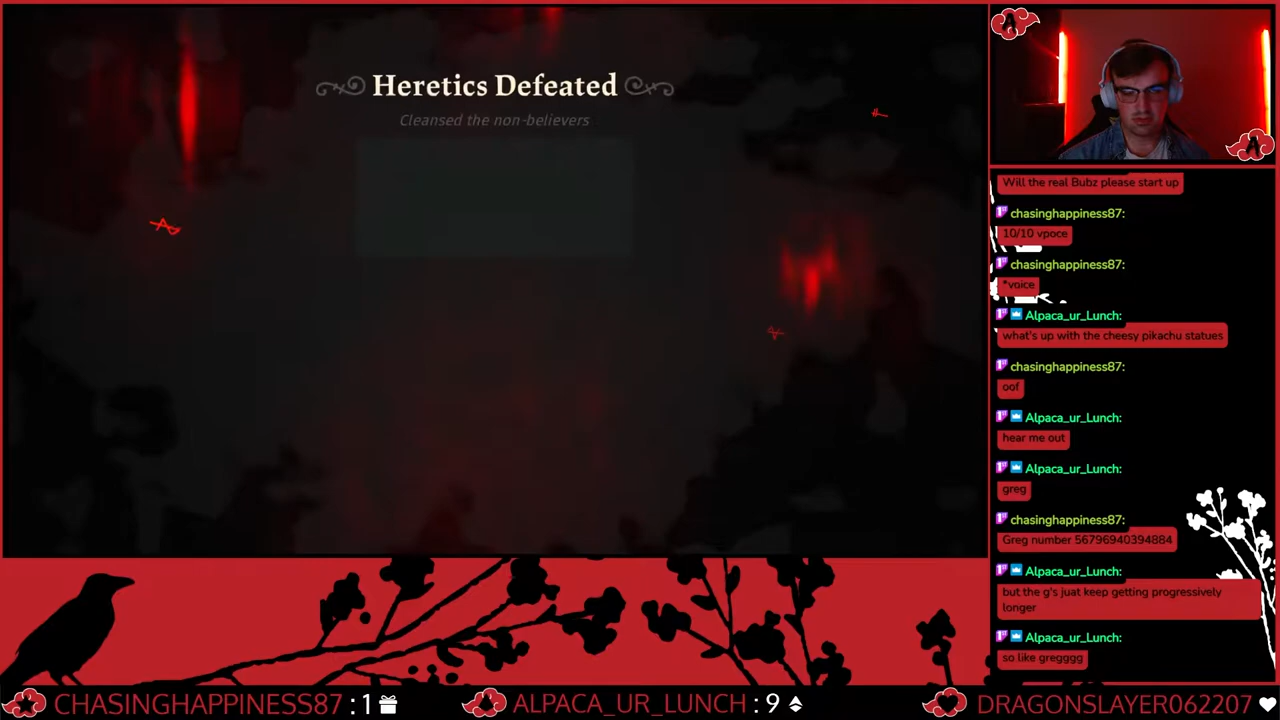 Heretics Defeated
Cleansed the non-believers
Will the real Bubz please start up
chasinghappiness87:
10/10 vpoce
chasinghappiness87:
*voice
Alpaca_ur_Lunch:
what's up with the cheesy pikachu statues
chasinghappiness87:
oof
Alpaca_ur_Lunch:
hear me out
Alpaca_ur_Lunch:
greg
chasinghappiness87:
Greg number 56796940394884
Alpaca_ur_Lunch:
but the g's juat keep getting progressively
longer
Alpaca_ur_Lunch:
so like gregggg
CHASINGHAPPINESS87 : 1
ALPACA_UR_LUNCH : 9
DRAGONSLAYER062207